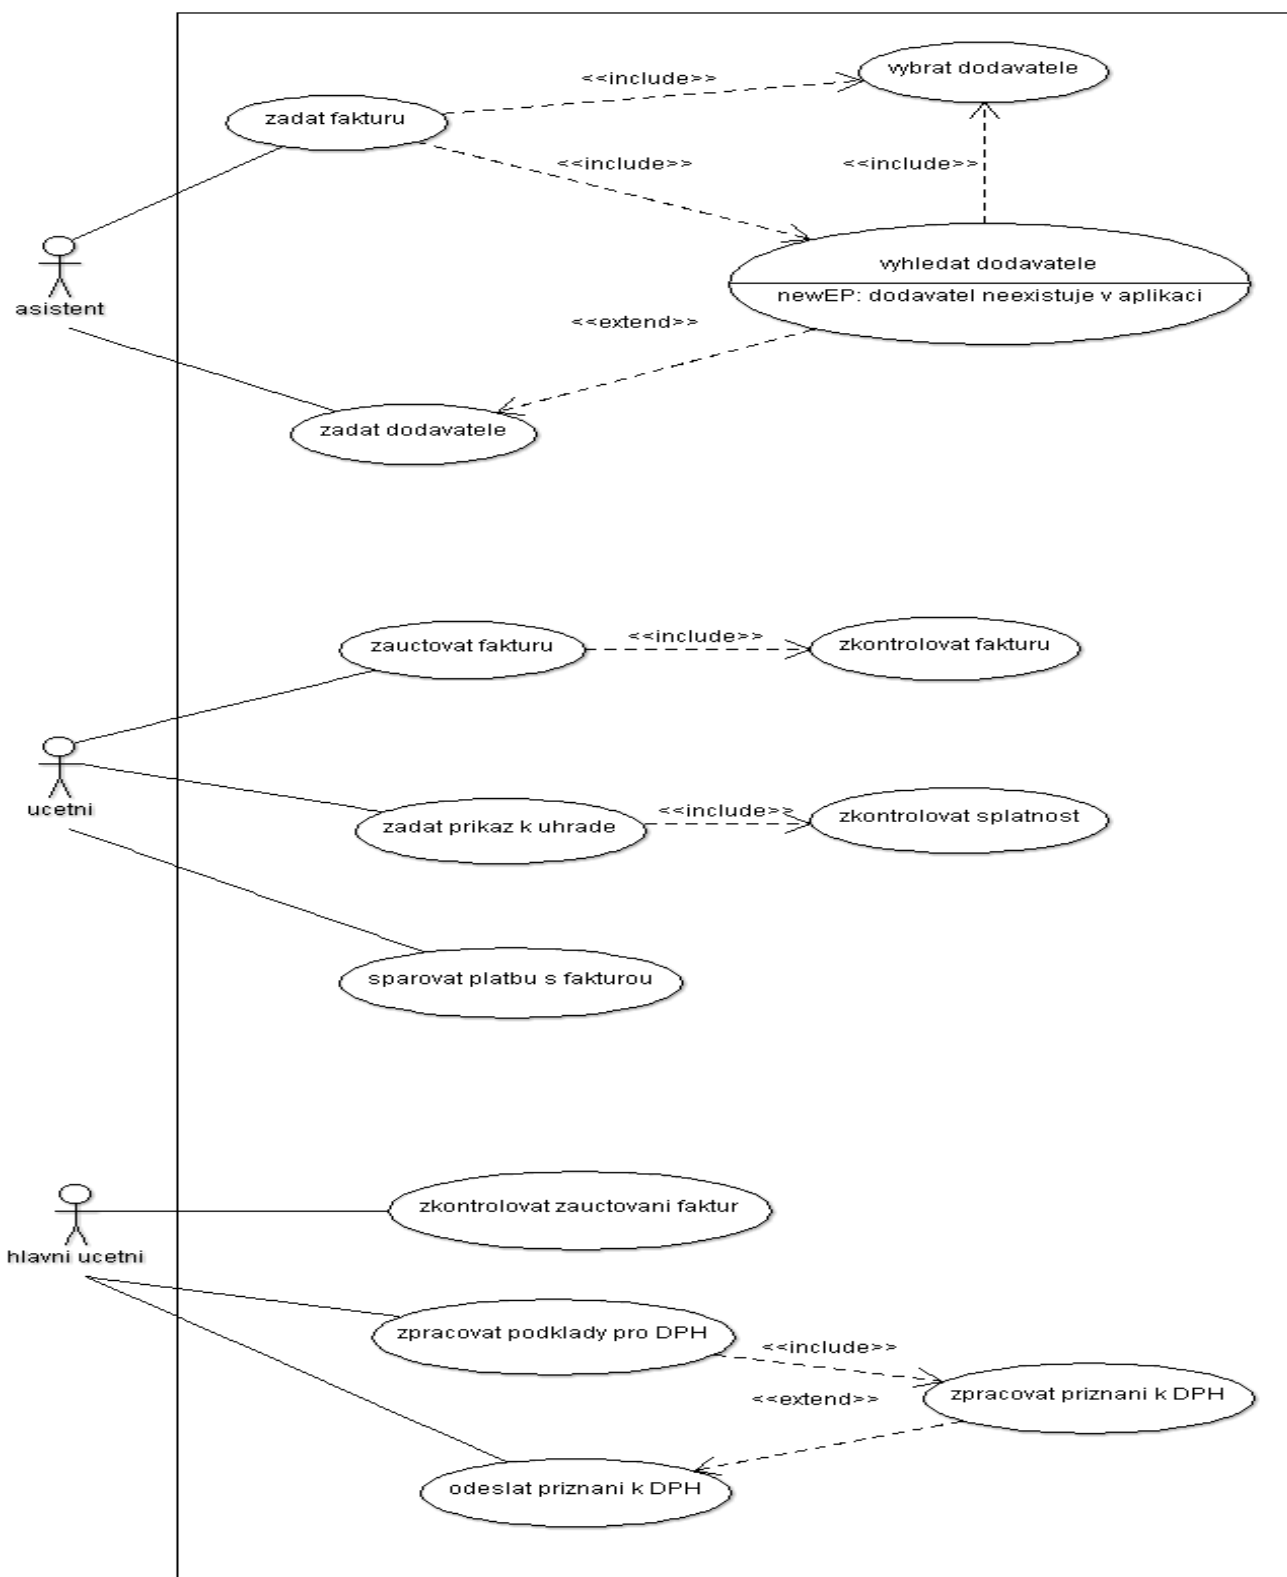 <<include>>
vybrat dodavatele
zadat fakturu
<<include>>
<<include>>
vyhledat dodavatele
newEP: dodavatel neexistuje v aplikaci
asistent
<<extend>>
zadat dodavatele
zauctovat fakturu
<<include>>
zkontrolovat fakturu
ucetni
zadat prikaz k uhrade
<<include>>
zkontrolovat splatnost
sparovat platbu s fakturou
zkontrolovat zauctovani faktur
hlavni ucetni
zpracovat podklady pro DPH
<<include>>
<<extend>>
zpracovat priznani k DPH
odeslat priznani k DPH